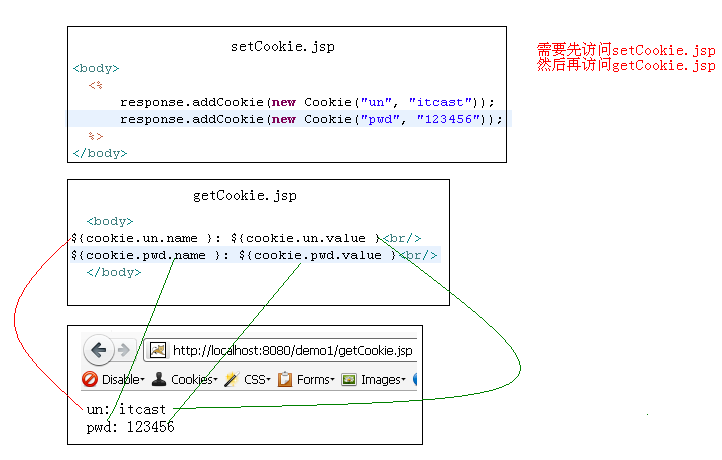 setCookie.jsp
需要先访问setCookie.jsp
然后再访问getCookie.jsp
<body>
<%
response.addCookie(new Cookie("un", "itcast"));
response.addCookie(new Cookie("pwd", "123456"));
%>
</body>
getCookie.jsp
<body>
${cookie.un.name }: ${cookie.un.value }<br/>
${cookie.pwd.name }: ${cookie.pwd.value }<br/>
</body>
http://localhost:8080/demo1/getCookie.jsp
Disable Cookies CSS Forms Images
un: itcast
pwd: 123456